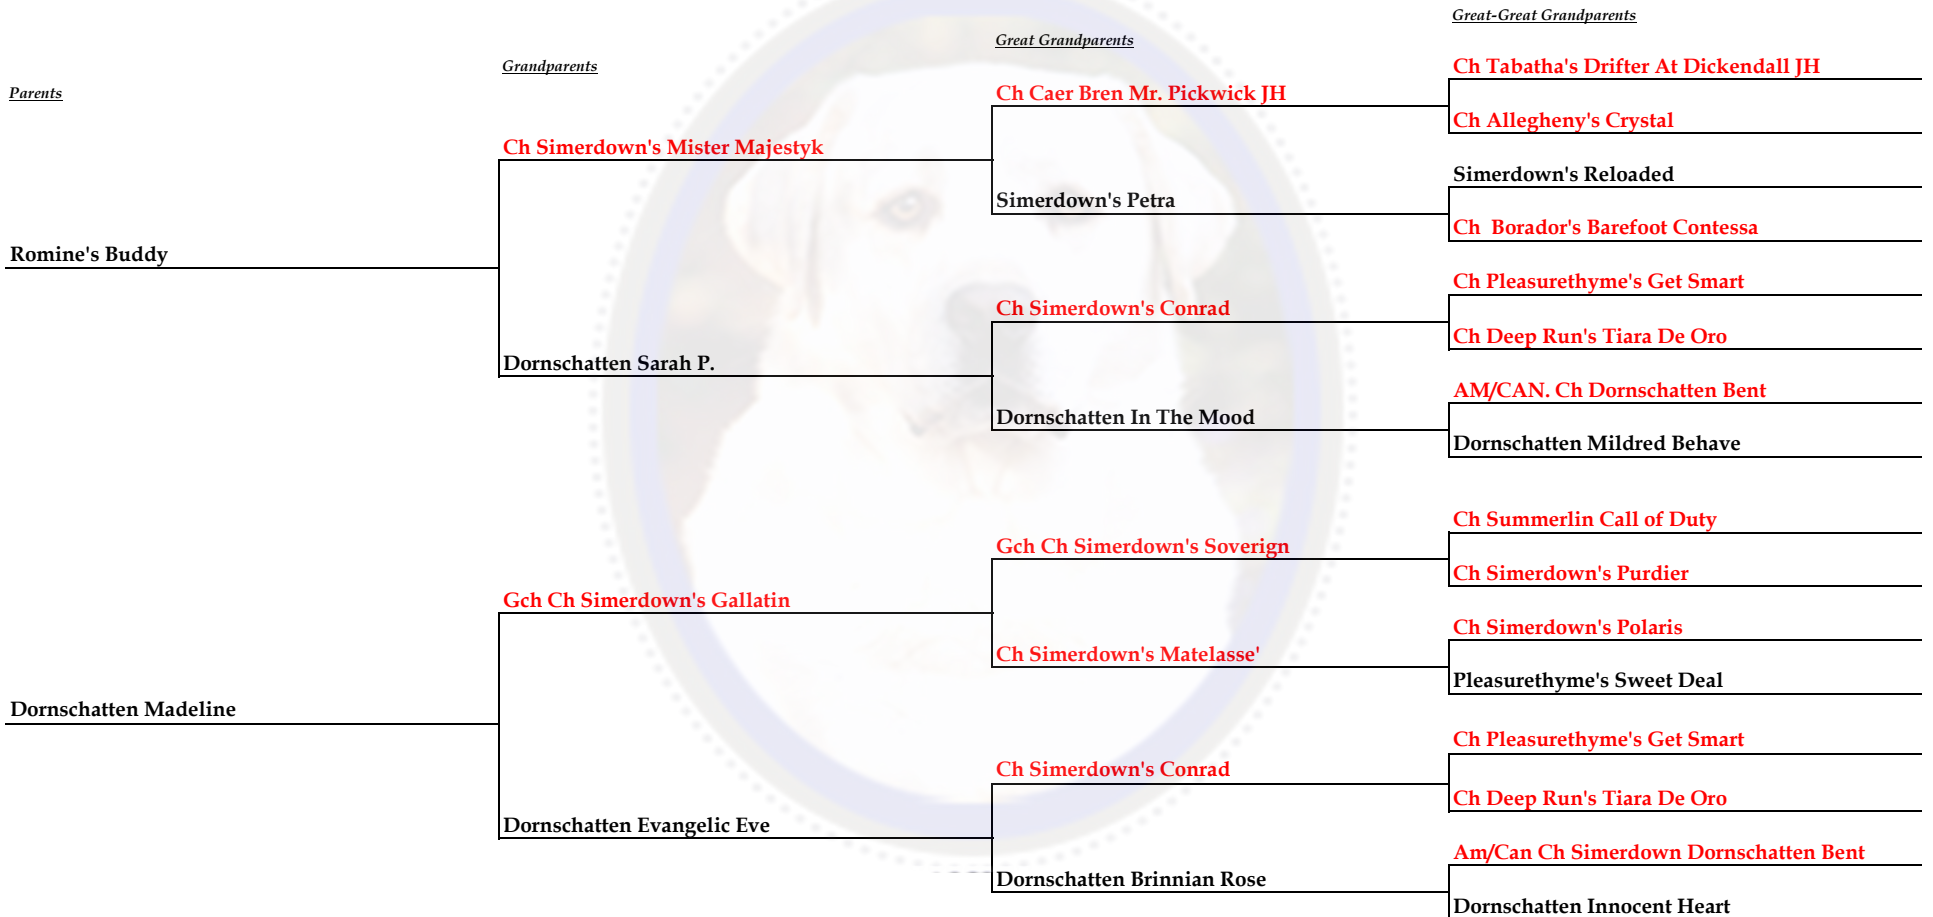 Great-Great Grandparents
Great Grandparents
Grandparents
Parents
Ch Tabatha's Drifter At Dickendall JH
Ch Caer Bren Mr. Pickwick JH
Ch Allegheny's Crystal
Ch Simerdown's Mister Majestyk
Simerdown's Reloaded
Simerdown's Petra
Ch  Borador's Barefoot Contessa
Romine's Buddy
Ch Pleasurethyme's Get Smart
Ch Simerdown's Conrad
Ch Deep Run's Tiara De Oro
Dornschatten Sarah P.
AM/CAN. Ch Dornschatten Bent
Dornschatten In The Mood
Dornschatten Mildred Behave
Ch Summerlin Call of Duty
Gch Ch Simerdown's Soverign
Ch Simerdown's Purdier
Gch Ch Simerdown's Gallatin
Ch Simerdown's Polaris
Ch Simerdown's Matelasse'
Pleasurethyme's Sweet Deal
Dornschatten Madeline
Ch Pleasurethyme's Get Smart
Ch Simerdown's Conrad
Ch Deep Run's Tiara De Oro
Dornschatten Evangelic Eve
Am/Can Ch Simerdown Dornschatten Bent
Dornschatten Brinnian Rose
Dornschatten Innocent Heart